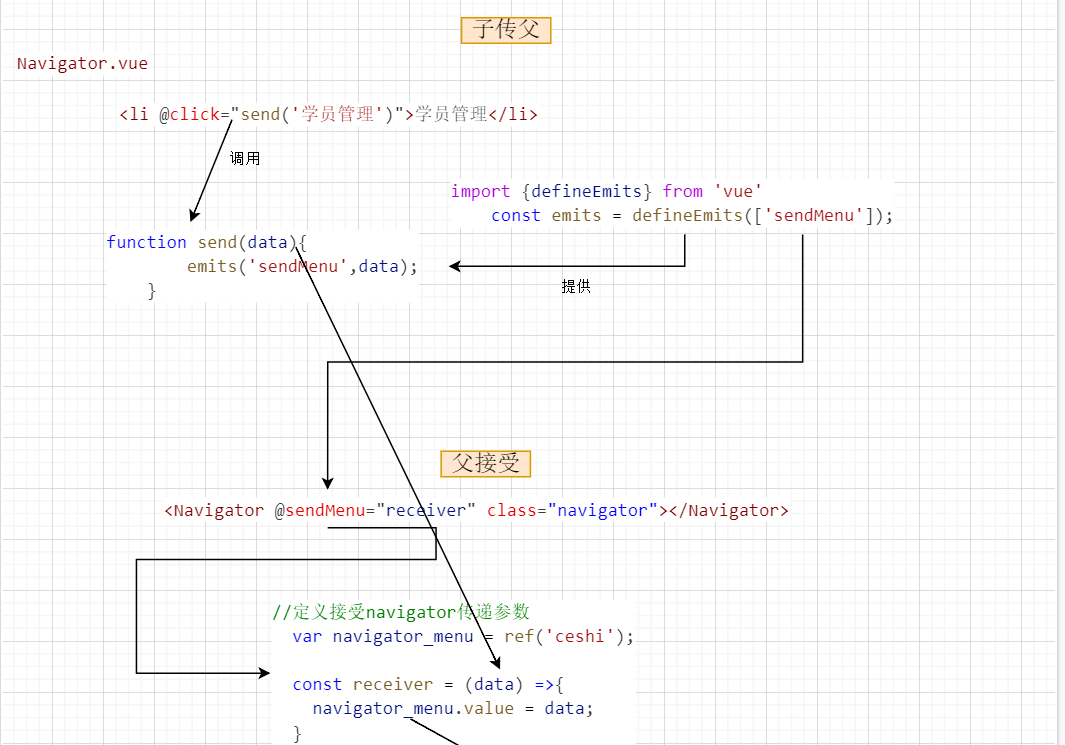 子传父
Navigator.vue
<li @click="send('学员管理')">学员管理</li>
调用
import {defineEmits} from 'vue'
const emits = defineEmits(['sendMenu']);
function send(data){
emits('sendMenu',data);
}
提供
父接受
<Navigator @sendMenu="receiver" class="navigator"></Navigator>
//定义接受navigator传递参数
var navigator_menu = ref('ceshi');
const receiver = (data) =>{
navigator_menu.value = data;
}